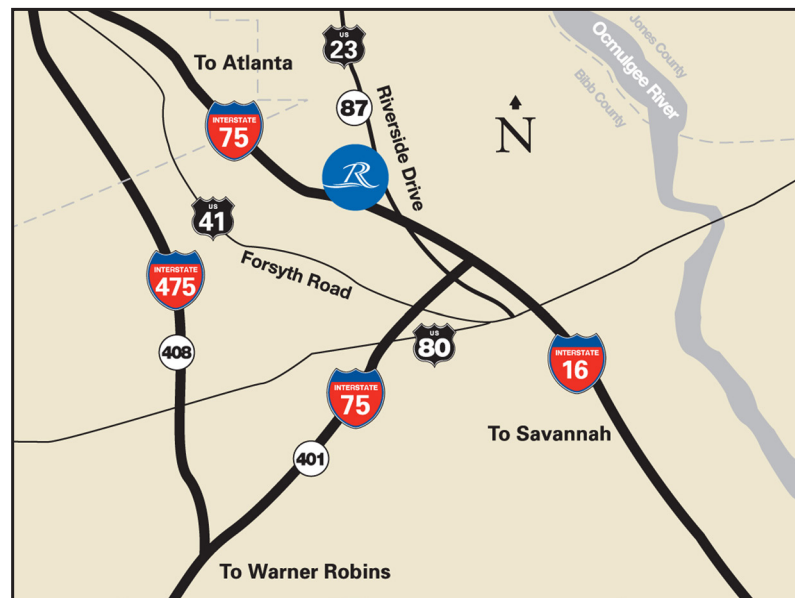 US
23
Jones County
Ocmulgee River
Bibb County
To Atlanta
87
Riverside Drive
INTERSTATE
75
N
R
US
41
Forsyth Road
INTERSTATE
475
US
80
408
INTERSTATE
16
INTERSTATE
75
To Savannah
401
To Warner Robins